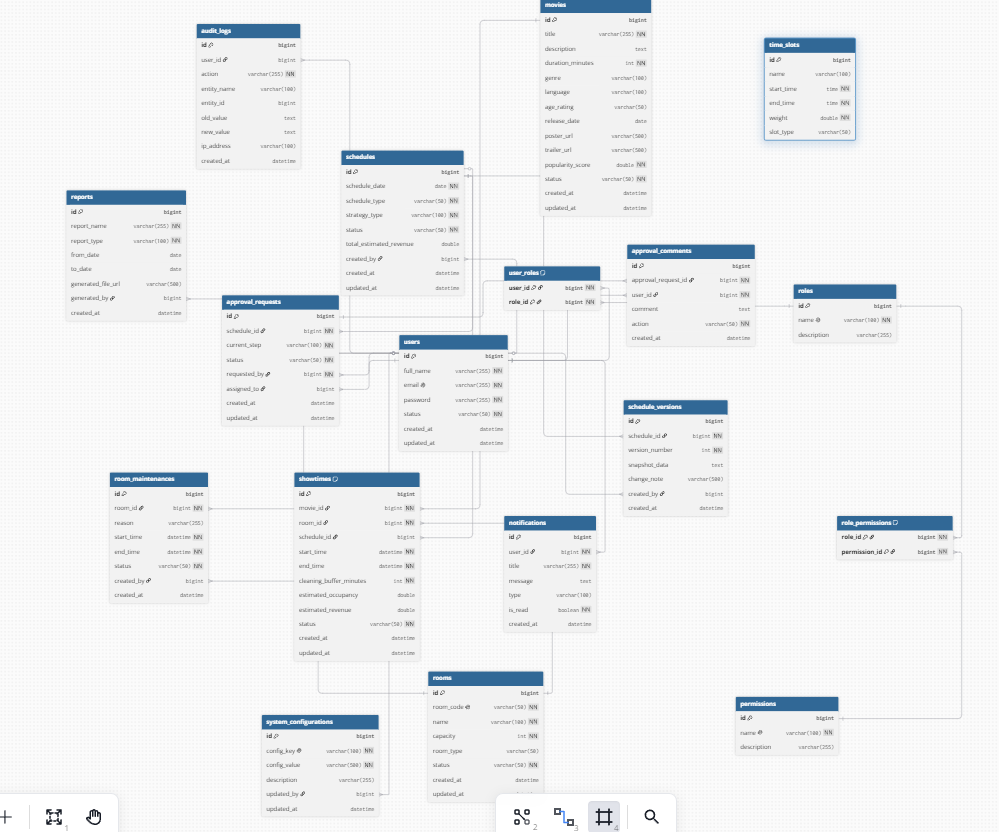 movies
id bigint
title varchar(255) NN
description text
duration_minutes int NN
genre varchar(100)
language varchar(100)
age_rating varchar(50)
release_date date
poster_url varchar(500)
trailer_url varchar(500)
popularity_score double NN
status varchar(50) NN
created_at datetime
updated_at datetime
audit_logs
id bigint
user_id bigint
action varchar(255) NN
entity_name varchar(100)
entity_id bigint
old_value text
new_value text
ip_address varchar(100)
created_at datetime
time_slots
id bigint
name varchar(100)
start_time time NN
end_time time NN
weight double NN
slot_type varchar(50)
schedules
id bigint
schedule_date date NN
schedule_type varchar(50) NN
strategy_type varchar(100) NN
status varchar(50) NN
total_estimated_revenue double
created_by bigint
created_at datetime
updated_at datetime
reports
id bigint
report_name varchar(255) NN
report_type varchar(100) NN
from_date date
to_date date
generated_file_url varchar(500)
generated_by bigint NN
created_at datetime
approval_comments
id bigint
approval_request_id bigint NN
user_id bigint NN
comment text
action varchar(50) NN
created_at datetime
user_roles
user_id bigint NN
role_id bigint NN
roles
id bigint
name varchar(100) NN
description varchar(255)
approval_requests
id bigint
schedule_id bigint NN
current_step varchar(100) NN
status varchar(50) NN
requested_by bigint NN
assigned_to bigint
created_at datetime
updated_at datetime
users
id bigint
full_name varchar(255) NN
email varchar(255) NN
password varchar(255) NN
status varchar(50) NN
created_at datetime
updated_at datetime
schedule_versions
id bigint
schedule_id bigint NN
version_number int NN
snapshot_data text
change_note varchar(500)
created_by bigint
created_at datetime
room_maintenances
id bigint
room_id bigint NN
reason varchar(255)
start_time datetime NN
end_time datetime NN
status varchar(50) NN
created_by bigint
created_at datetime
showtimes
id bigint
movie_id bigint NN
room_id bigint NN
schedule_id bigint NN
start_time datetime NN
end_time datetime NN
cleaning_buffer_minutes int NN
estimated_occupancy double
estimated_revenue double
status varchar(50) NN
created_at datetime
updated_at datetime
notifications
id bigint
user_id bigint NN
title varchar(255) NN
message text
type varchar(100)
is_read boolean NN
created_at datetime
role_permissions
role_id bigint NN
permission_id bigint NN
rooms
id bigint
room_code varchar(50) NN
name varchar(100) NN
capacity int NN
room_type varchar(50)
status varchar(50) NN
created_at datetime
updated_at
permissions
id bigint
name varchar(100) NN
description varchar(255)
system_configurations
id bigint
config_key varchar(100) NN
config_value varchar(500) NN
description varchar(255)
updated_by bigint
updated_at datetime
1
2
3
4